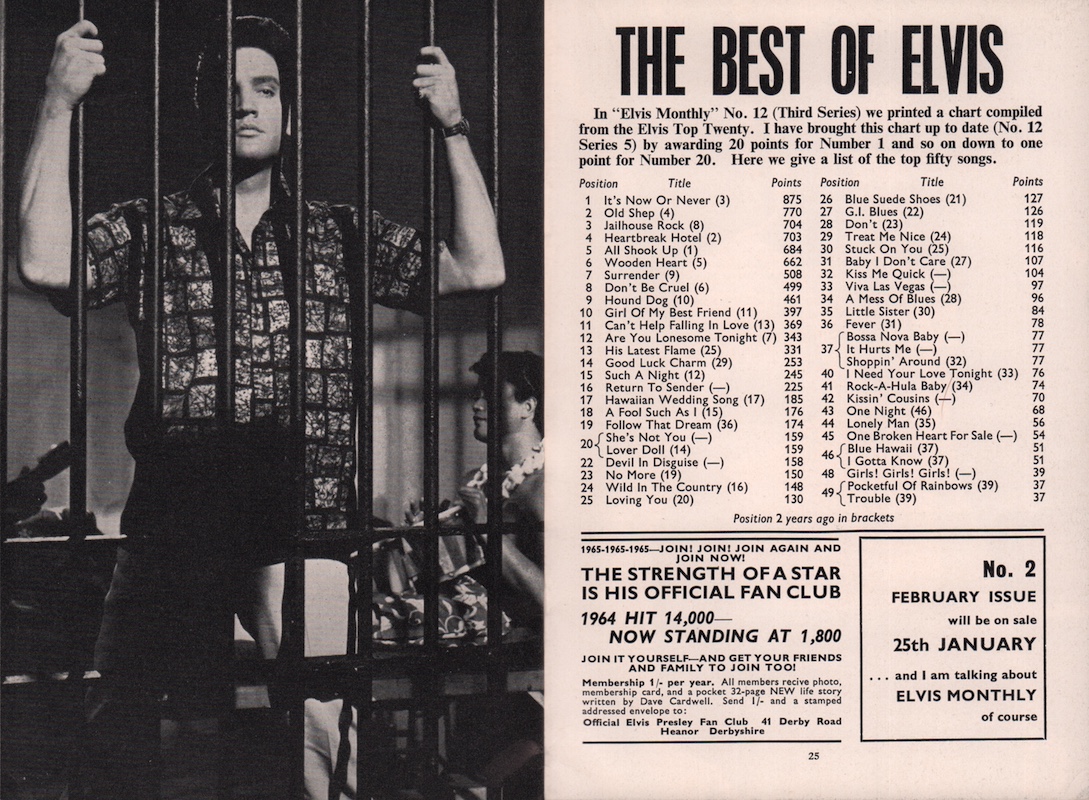 THE BEST OF ELVIS
In "Elvis Monthly" No. 12 (Third Series) we printed a chart compiled
from the Elvis Top Twenty. I have brought this chart up to date (No. 12
Series 5) by awarding 20 points for Number 1 and so on down to one
point for Number 20. Here we give a list of the top fifty songs.
Position Title Points
1 It's Now Or Never (3) 875
2 Old Shep (4) 770
3 Jailhouse Rock (8) 704
4 Heartbreak Hotel (2) 703
5 All Shook Up (1) 684
6 Wooden Heart (5) 662
7 Surrender (9) 508
8 Don't Be Cruel (6) 499
9 Hound Dog (10) 461
10 Girl Of My Best Friend (11) 397
11 Can't Help Falling In Love (13) 369
12 Are You Lonesome Tonight (7) 343
13 His Latest Flame (25) 331
14 Good Luck Charm (29) 253
15 Such A Night (12) 245
16 Return To Sender (—) 225
17 Hawaiian Wedding Song (17) 185
18 A Fool Such As I (15) 176
19 Follow That Dream (36) 174
20 { She's Not You (—) 159
Lover Doll (14) 159
22 Devil In Disguise (—) 158
23 No More (19) 150
24 Wild In The Country (16) 148
25 Loving You (20) 130
Position Title Points
26 Blue Suede Shoes (21) 127
27 G.I. Blues (22) 126
28 Don't (23) 119
29 Treat Me Nice (24) 118
30 Stuck On You (25) 116
31 Baby I Don't Care (27) 107
32 Kiss Me Quick (—) 104
33 Viva Las Vegas (—) 97
34 A Mess Of Blues (28) 96
35 Little Sister (30) 84
36 Fever (31) 78
Bossa Nova Baby (—) 77
37 { It Hurts Me (—) 77
Shoppin' Around (32) 77
40 I Need Your Love Tonight (33) 76
41 Rock-A-Hula Baby (34) 74
42 Kissin' Cousins (—) 70
43 One Night (46) 68
44 Lonely Man (35) 56
45 One Broken Heart For Sale (—) 54
46 { Blue Hawaii (37) 51
I Gotta Know (37) 51
48 Girls! Girls! Girls! (—) 39
49 { Pocketful Of Rainbows (39) 37
Trouble (39) 37
Position 2 years ago in brackets
1965-1965-1965—JOIN! JOIN! JOIN AGAIN AND
JOIN NOW!
THE STRENGTH OF A STAR
IS HIS OFFICIAL FAN CLUB
1964 HIT 14,000—
NOW STANDING AT 1,800
JOIN IT YOURSELF—AND GET YOUR FRIENDS
AND FAMILY TO JOIN TOO!
Membership 1/- per year. All members recive photo,
membership card, and a pocket 32-page NEW life story
written by Dave Cardwell. Send 1/- and a stamped
addressed envelope to:
Official Elvis Presley Fan Club 41 Derby Road
Heanor Derbyshire
No. 2
FEBRUARY ISSUE
will be on sale
25th JANUARY
... and I am talking about
ELVIS MONTHLY
of course
25